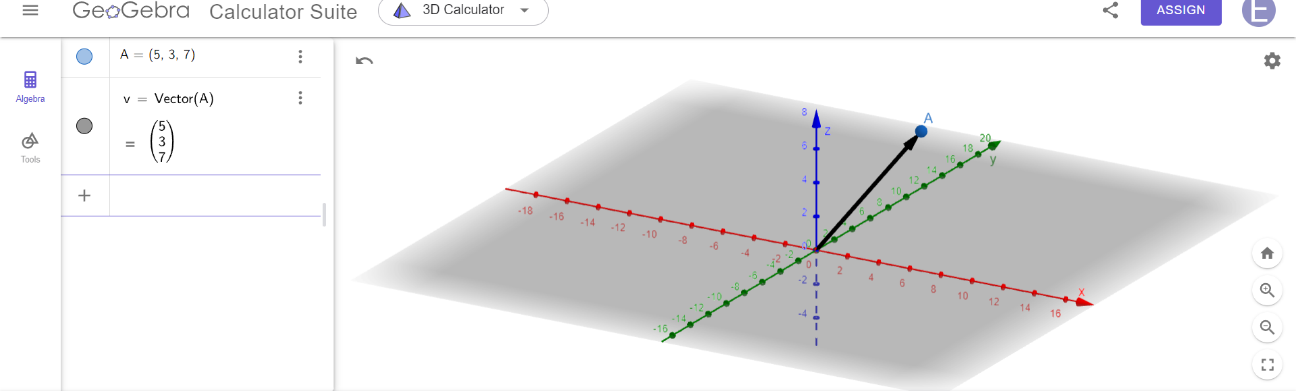 GeoGebra Calculator Suite
3D Calculator
ASSIGN
E
Algebra
Tools
A = (5, 3, 7)
v = Vector(A)
= (5
3
7)
+
A
z
8
6
4
2
0
-2
-4
y
20
18
16
14
12
10
8
6
2
0
-2
-4
-6
-8
-10
-12
-14
-16
x
-18 -16 -14 -12 -10 -8 -6 -4 -2 0 2 4 6 8 10 12 14 16